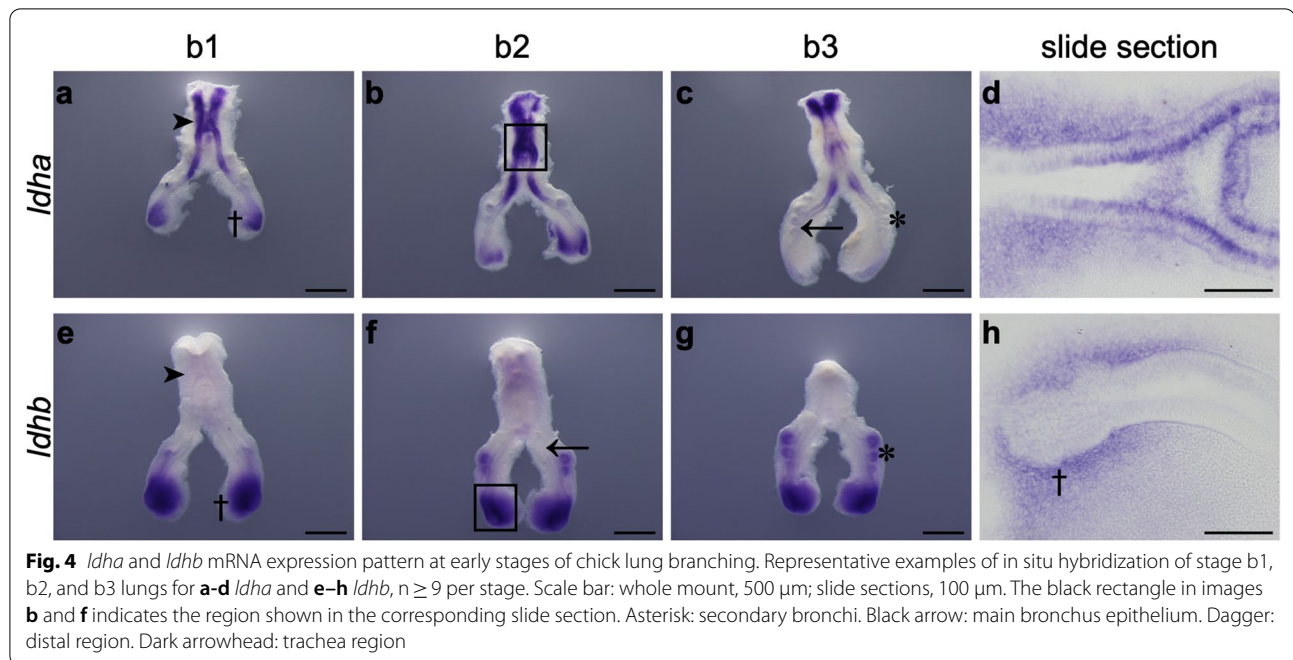 b1 b2 b3 slide section
ldha
a b c d
†
*
ldhb
e f g h
†
*
†
Fig. 4 ldha and ldhb mRNA expression pattern at early stages of chick lung branching. Representative examples of in situ hybridization of stage b1,
b2, and b3 lungs for a-d ldha and e–h ldhb, n ≥ 9 per stage. Scale bar: whole mount, 500 µm; slide sections, 100 µm. The black rectangle in images
b and f indicates the region shown in the corresponding slide section. Asterisk: secondary bronchi. Black arrow: main bronchus epithelium. Dagger:
distal region. Dark arrowhead: trachea region